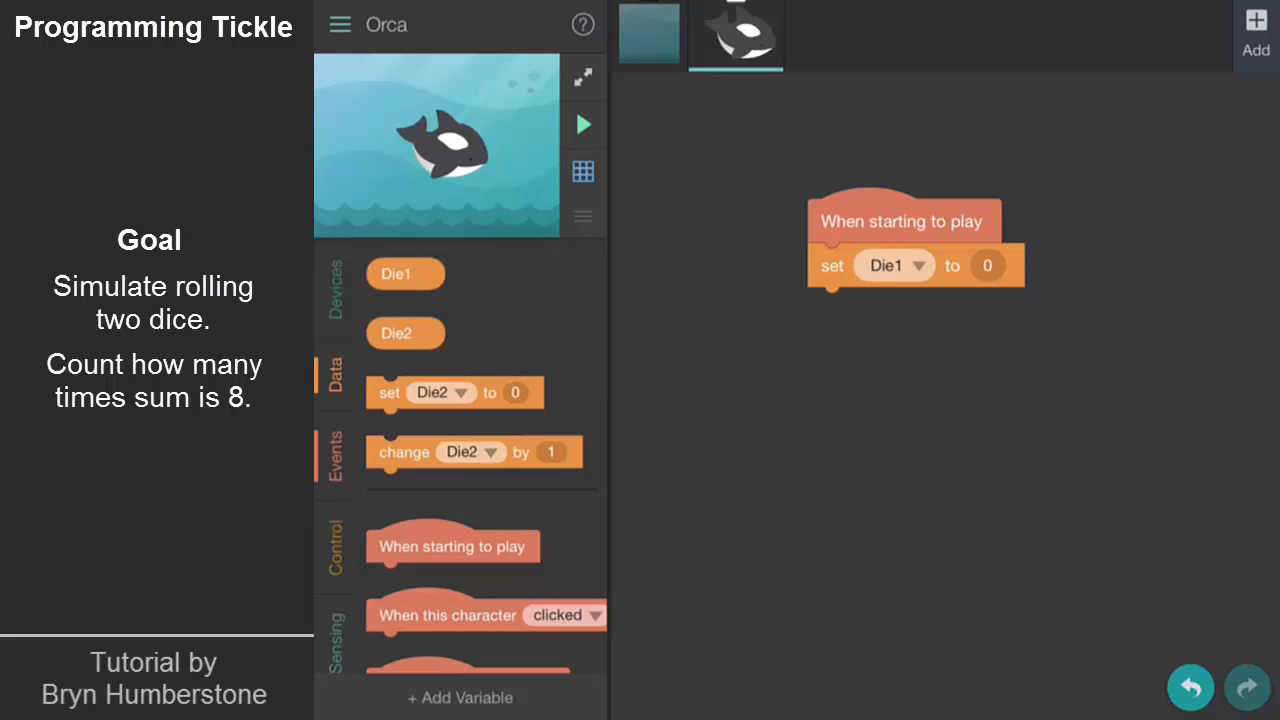 Programming Tickle
Goal
Simulate rolling
two dice.
Count how many
times sum is 8.
Tutorial by
Bryn Humberstone
Orca
?
Devices
Data
Events
Control
Sensing
Die1
Die2
set Die2 to 0
change Die2 by 1
When starting to play
When this character clicked
+ Add Variable
Add
When starting to play
set Die1 to 0